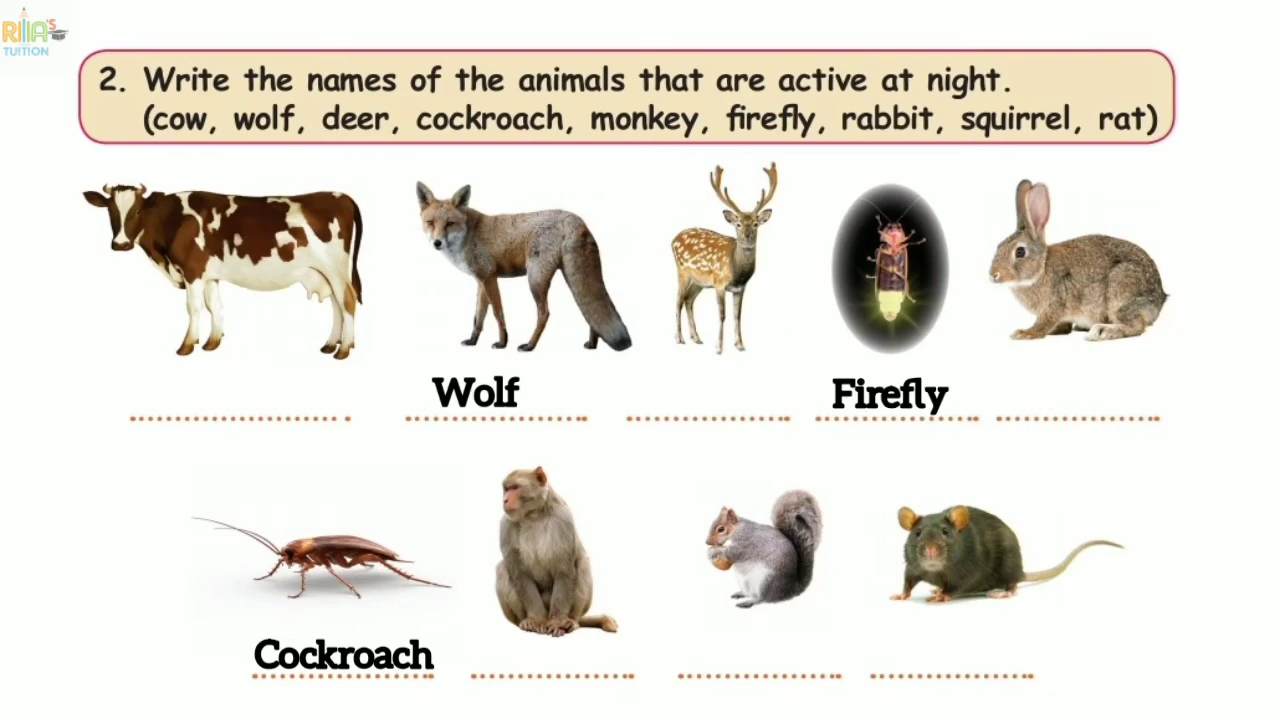 RIIA'S
TUITION
2. Write the names of the animals that are active at night.
(cow, wolf, deer, cockroach, monkey, firefly, rabbit, squirrel, rat)
Wolf
Firefly
Cockroach